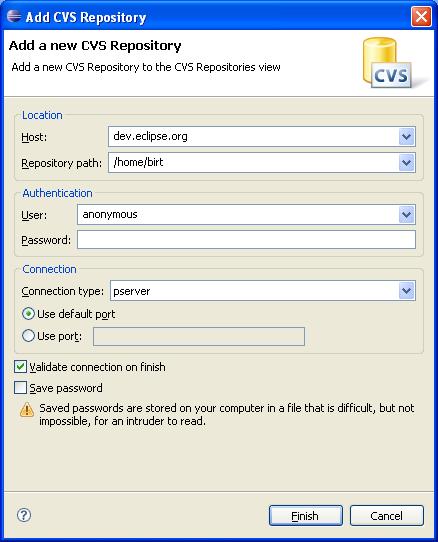 Add CVS Repository
Add a new CVS Repository
Add a new CVS Repository to the CVS Repositories view
CVS
Location
Host: dev.eclipse.org
Repository path: /home/birt
Authentication
User: anonymous
Password:
Connection
Connection type: pserver
Use default port
Use port:
Validate connection on finish
Save password
Saved passwords are stored on your computer in a file that is difficult, but not
impossible, for an intruder to read.
? Finish Cancel